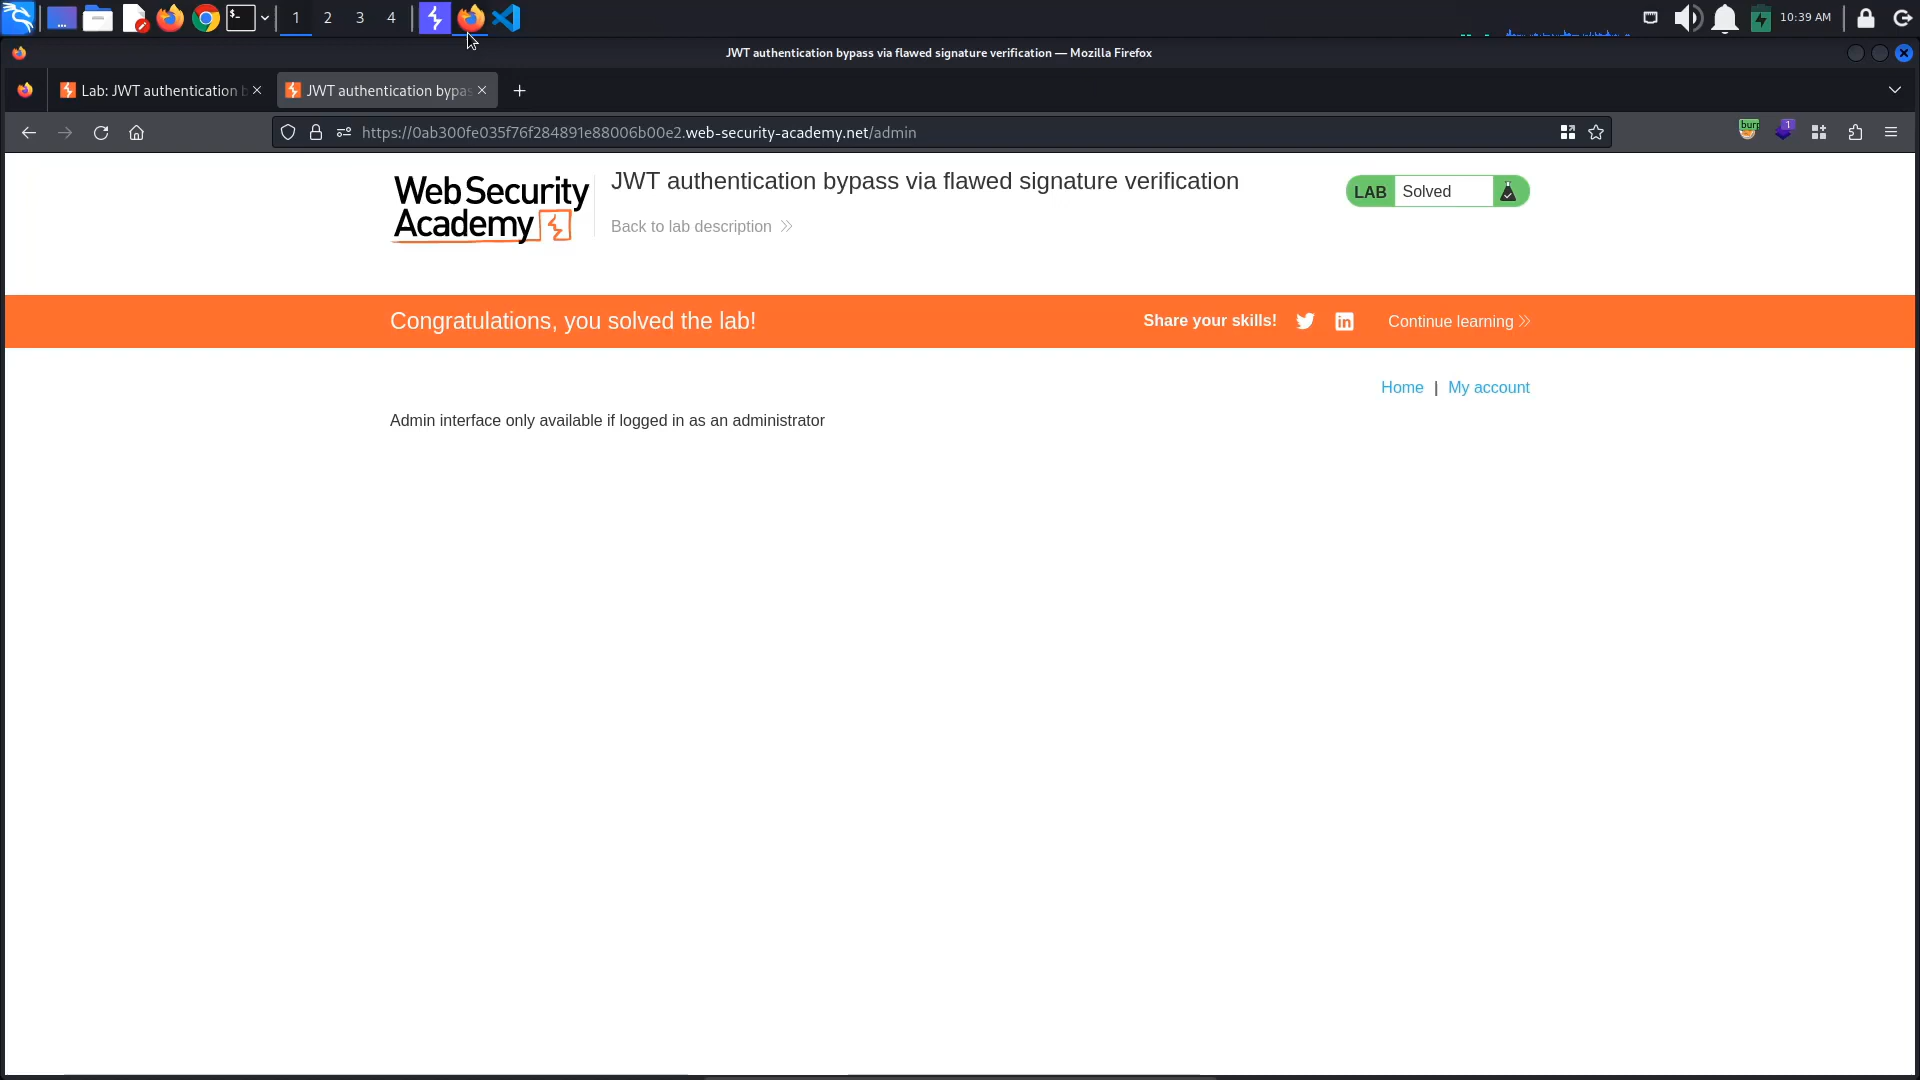 1 2 3 4
10:39 AM
JWT authentication bypass via flawed signature verification — Mozilla Firefox
Lab: JWT authentication b
JWT authentication bypas
https://0ab300fe035f76f284891e88006b00e2.web-security-academy.net/admin
burp
1
WebSecurity
Academy
JWT authentication bypass via flawed signature verification
Back to lab description
LAB Solved
Congratulations, you solved the lab!
Share your skills!
Continue learning
Home | My account
Admin interface only available if logged in as an administrator